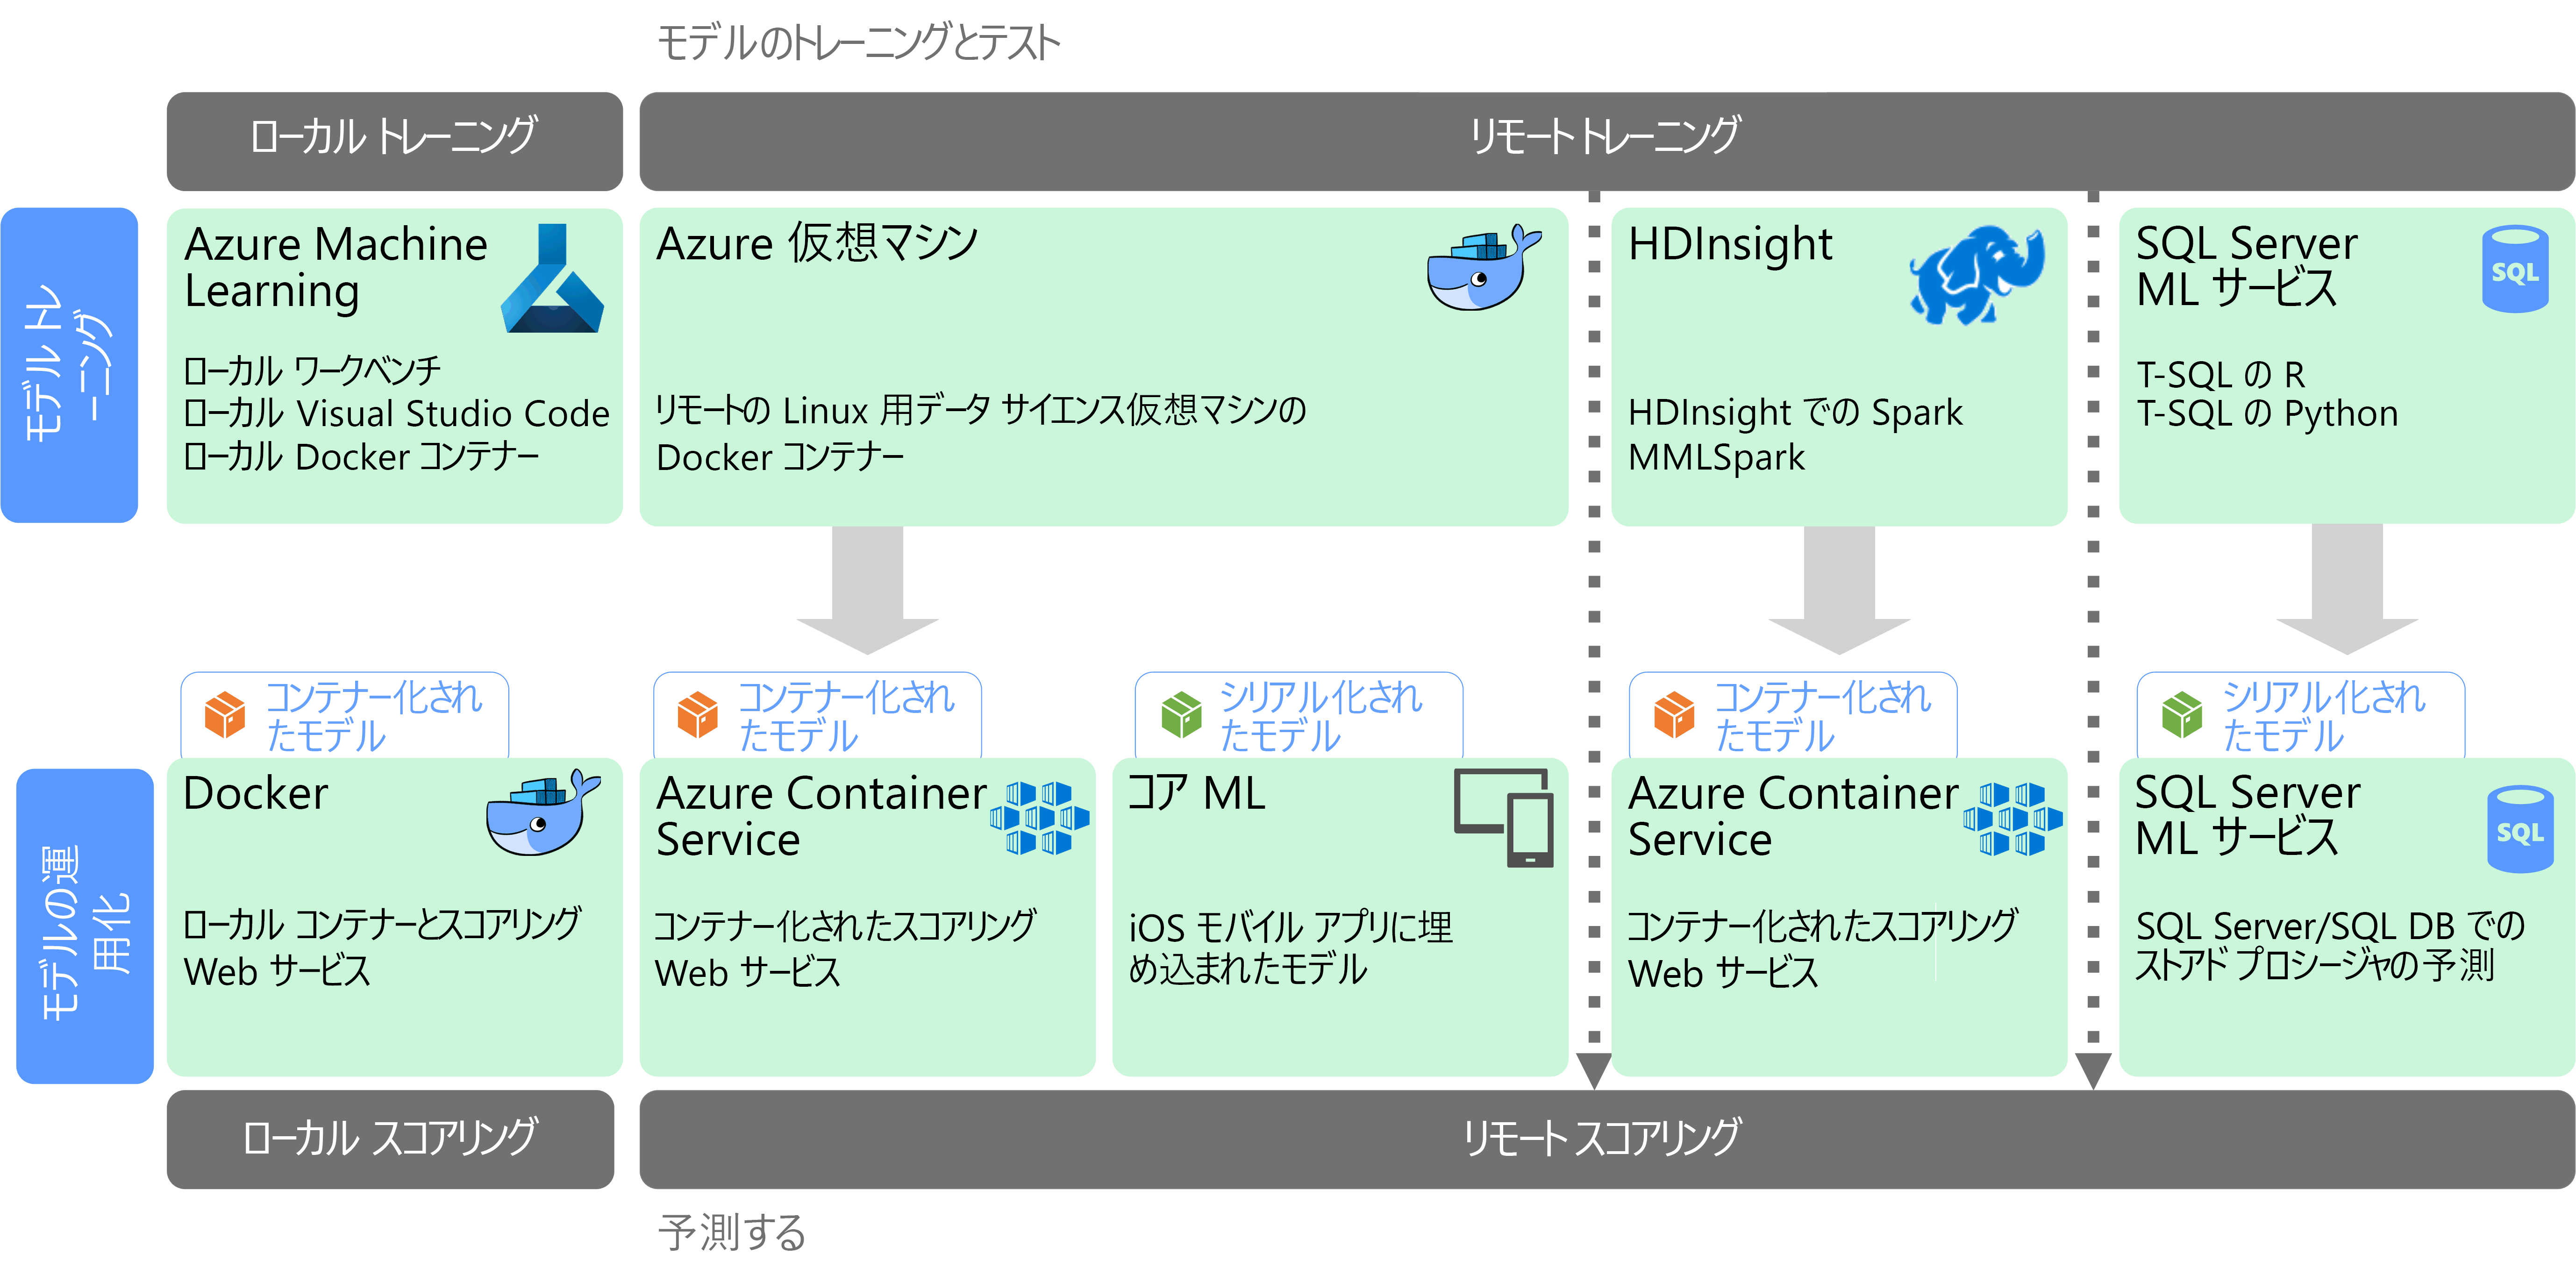 モデルのトレーニングとテスト
ローカル トレーニング
リモート トレーニング
モデル トレ
ーニング
Azure Machine
Learning
ローカル ワークベンチ
ローカル Visual Studio Code
ローカル Docker コンテナー
Azure 仮想マシン
リモートの Linux 用データ サイエンス仮想マシンの
Docker コンテナー
HDInsight
HDInsight での Spark
MMLSpark
SQL Server
ML サービス
SQL
T-SQL の R
T-SQL の Python
モデルの運
用化
コンテナー化され
たモデル
Docker
ローカル コンテナーとスコアリング
Web サービス
コンテナー化され
たモデル
Azure Container
Service
コンテナー化されたスコアリング
Web サービス
シリアル化され
たモデル
コア ML
iOS モバイル アプリに埋
め込まれたモデル
コンテナー化され
たモデル
Azure Container
Service
コンテナー化されたスコアリング
Web サービス
シリアル化され
たモデル
SQL Server
ML サービス
SQL
SQL Server/SQL DB での
ストアド プロシージャの予測
ローカル スコアリング
リモート スコアリング
予測する